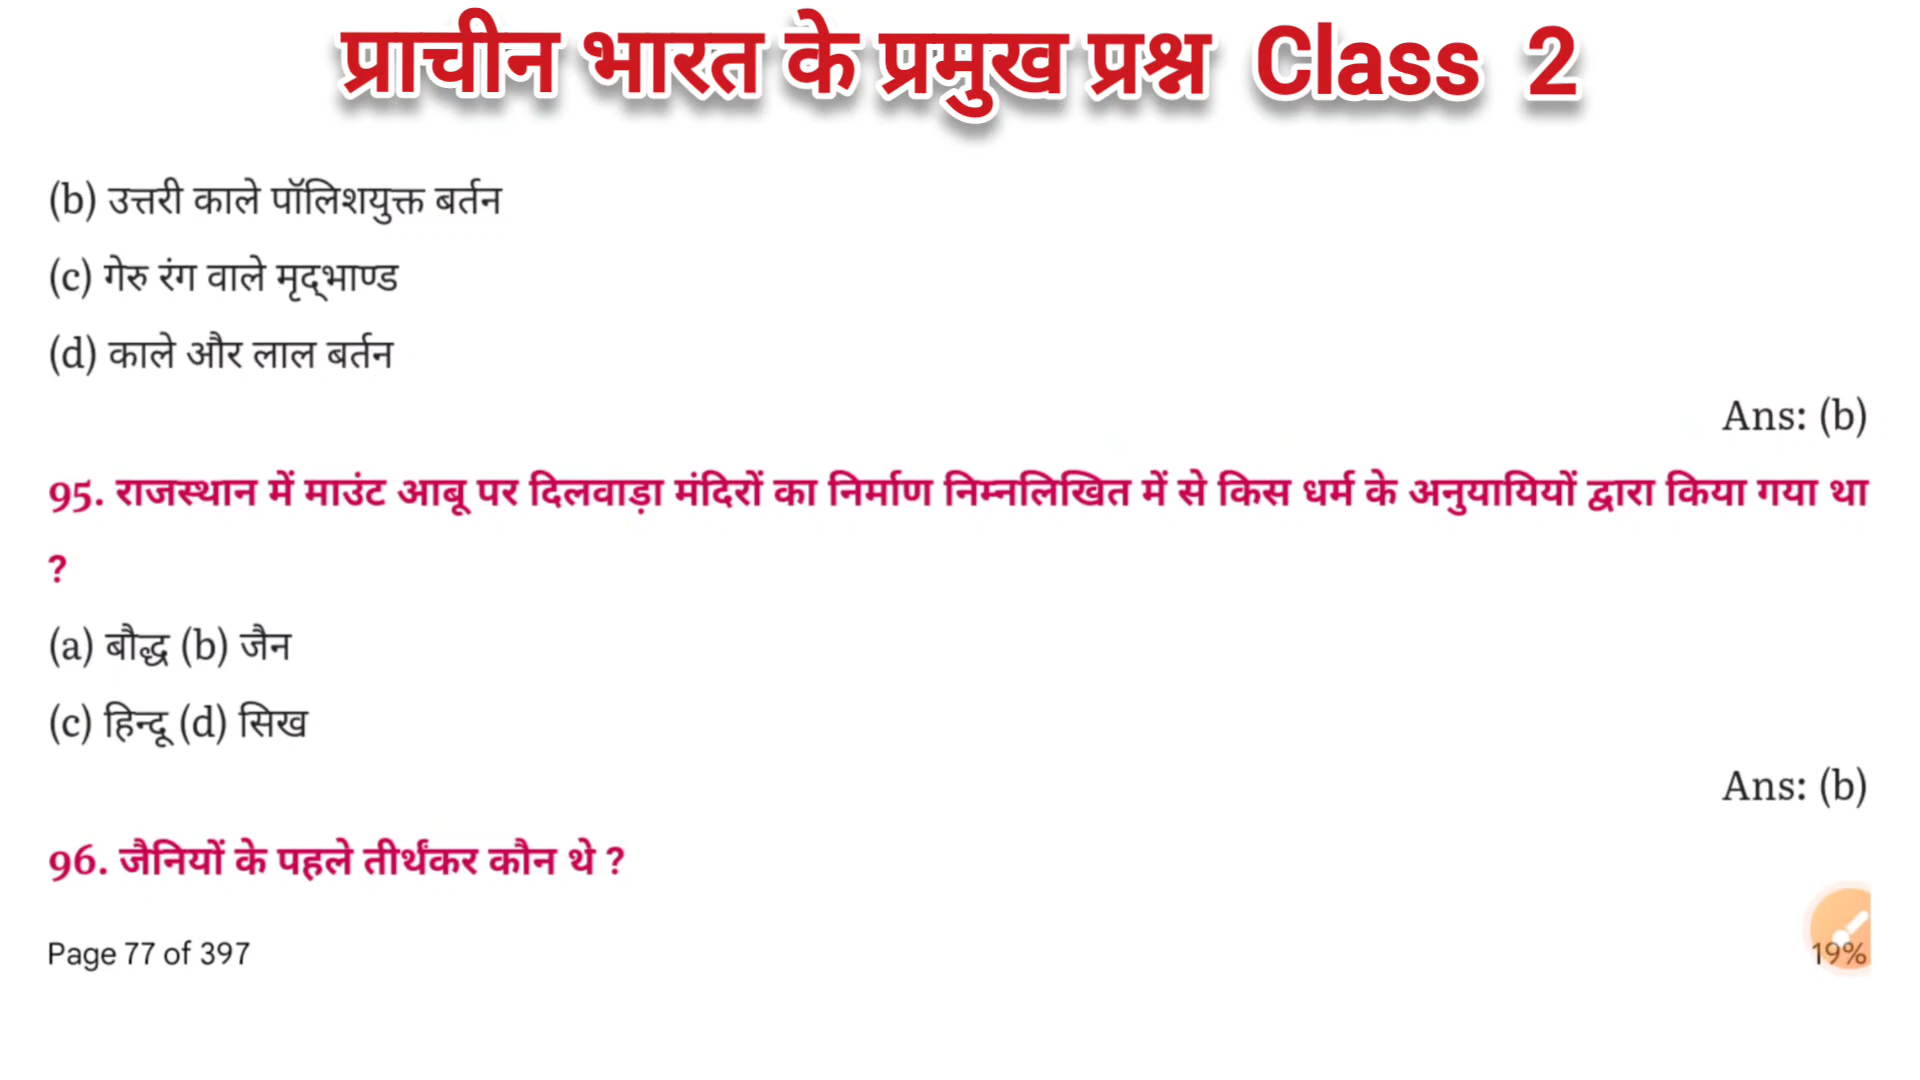 प्राचीन भारत के प्रमुख प्रश्न Class 2
(b) उत्तरी काले पॉलिशयुक्त बर्तन
(c) गेरु रंग वाले मृद्भाण्ड
(d) काले और लाल बर्तन
Ans: (b)
95. राजस्थान में माउंट आबू पर दिलवाड़ा मंदिरों का निर्माण निम्नलिखित में से किस धर्म के अनुयायियों द्वारा किया गया था
?
(a) बौद्ध (b) जैन
(c) हिन्दू (d) सिख
Ans: (b)
96. जैनियों के पहले तीर्थंकर कौन थे ?
Page 77 of 397
19%